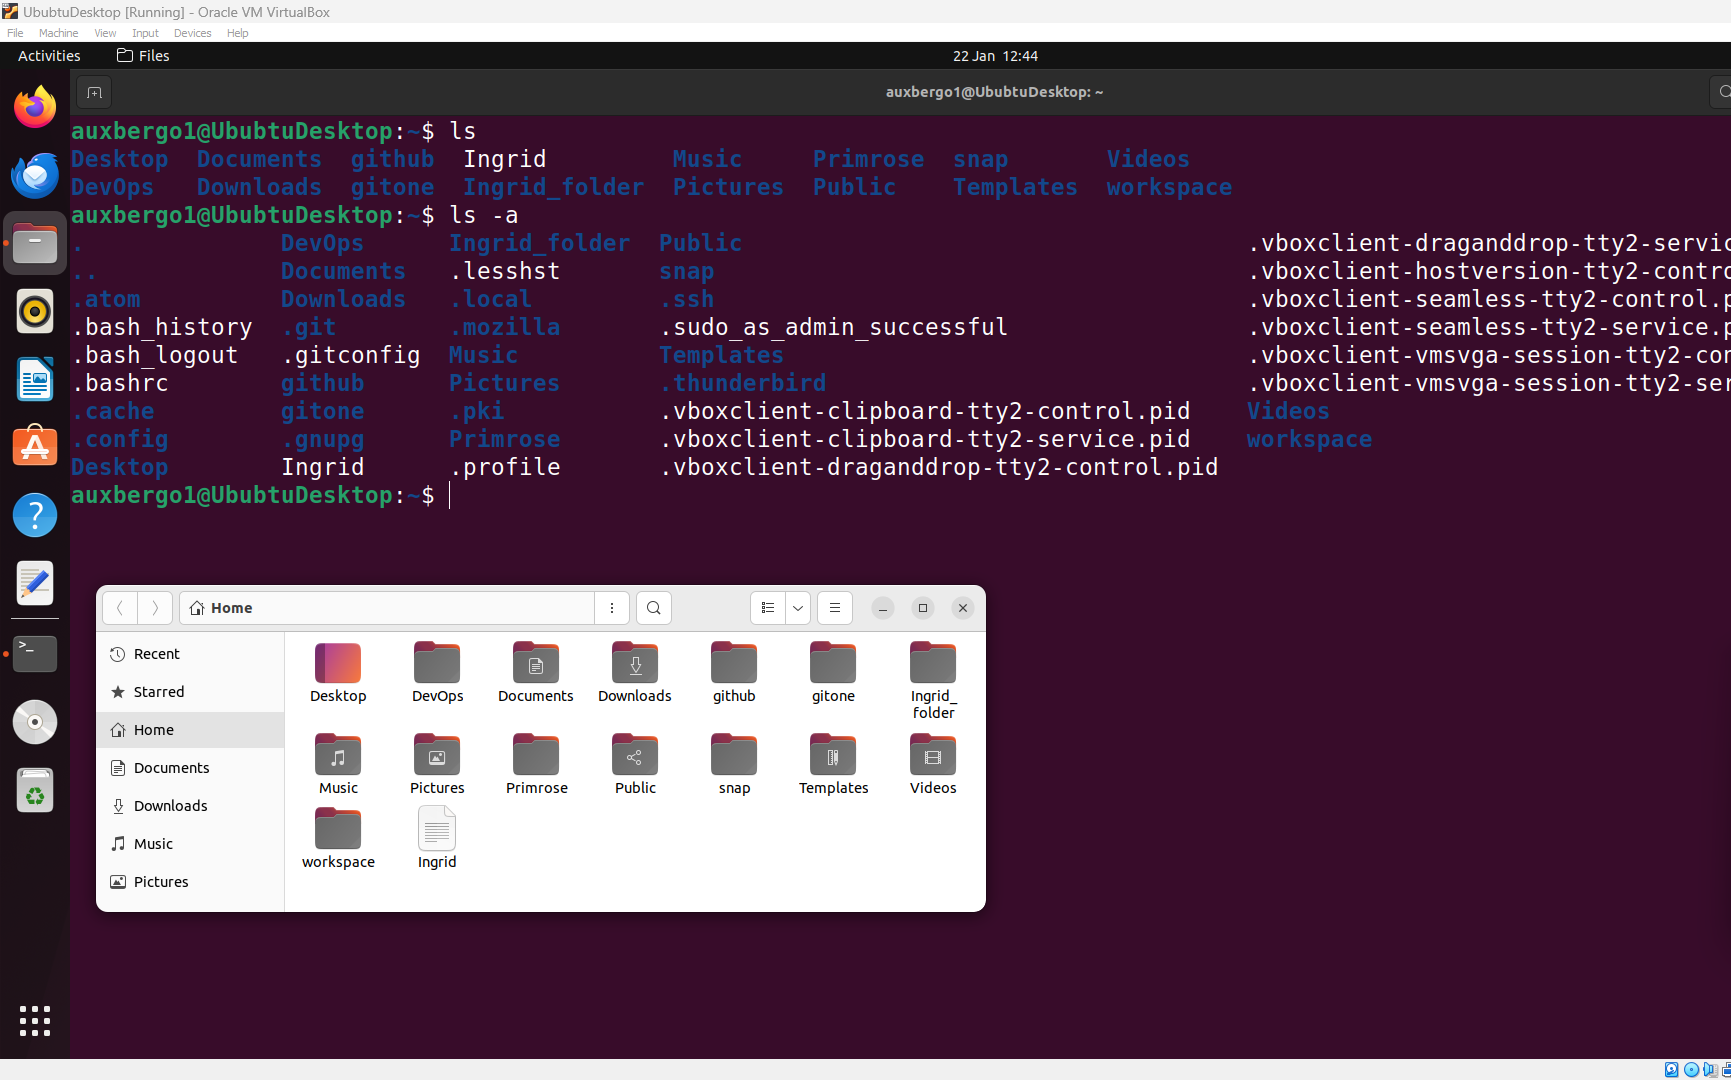 UbubtuDesktop [Running] - Oracle VM VirtualBox
File Machine View Input Devices Help
Activities Files 22 Jan 12:44
auxbergo1@UbubtuDesktop: ~
auxbergo1@UbubtuDesktop:~$ ls
Desktop Documents github Ingrid Music Primrose snap Videos
DevOps Downloads gitone Ingrid_folder Pictures Public Templates workspace
auxbergo1@UbubtuDesktop:~$ ls -a
. DevOps Ingrid_folder Public .vboxclient-draganddrop-tty2-servic
.. Documents .lesshst snap .vboxclient-hostversion-tty2-contro
.atom Downloads .local .ssh .vboxclient-seamless-tty2-control.p
.bash_history .git .mozilla .sudo_as_admin_successful .vboxclient-seamless-tty2-service.p
.bash_logout .gitconfig Music Templates .vboxclient-vmsvga-session-tty2-con
.bashrc github Pictures .thunderbird .vboxclient-vmsvga-session-tty2-ser
.cache gitone .pki .vboxclient-clipboard-tty2-control.pid Videos
.config .gnupg Primrose .vboxclient-clipboard-tty2-service.pid workspace
Desktop Ingrid .profile .vboxclient-draganddrop-tty2-control.pid
auxbergo1@UbubtuDesktop:~$
Home
Recent
Starred
Home
Documents
Downloads
Music
Pictures
Desktop DevOps Documents Downloads github gitone Ingrid_
folder
Music Pictures Primrose Public snap Templates Videos
workspace Ingrid